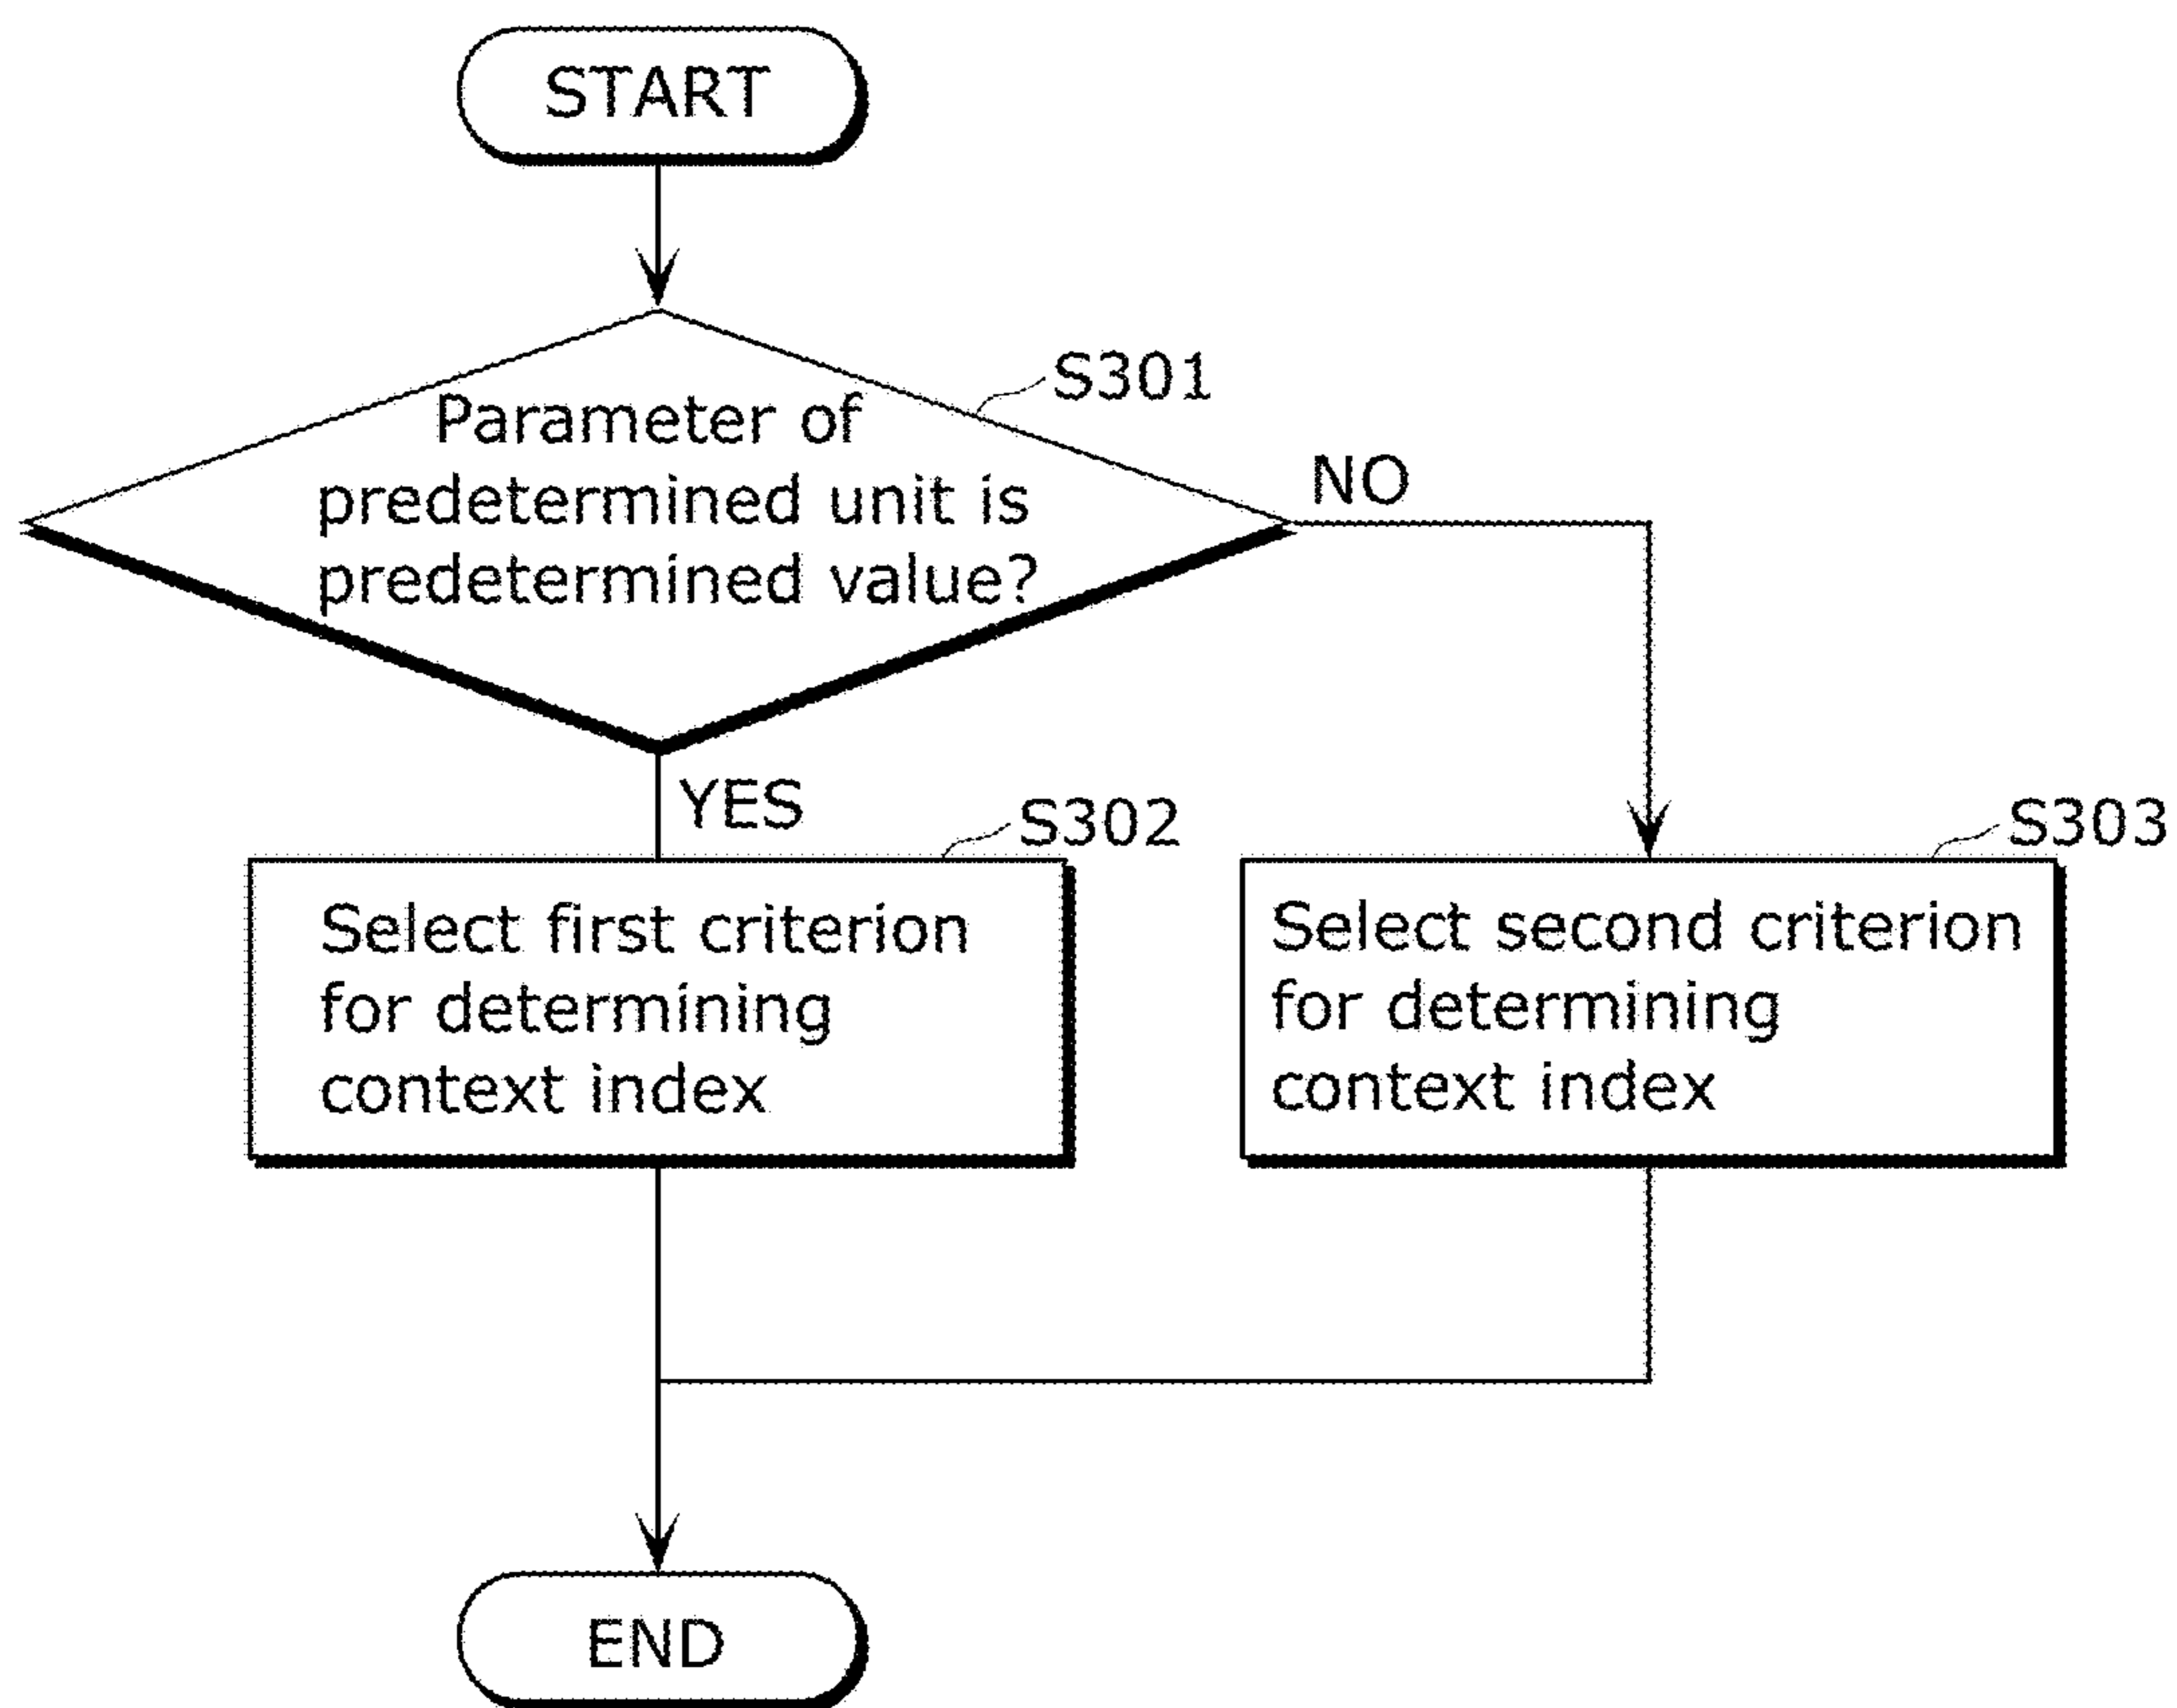 START
S301
Parameter of
predetermined unit is
predetermined value?
NO
YES
S302
Select first criterion
for determining
context index
S303
Select second criterion
for determining
context index
END